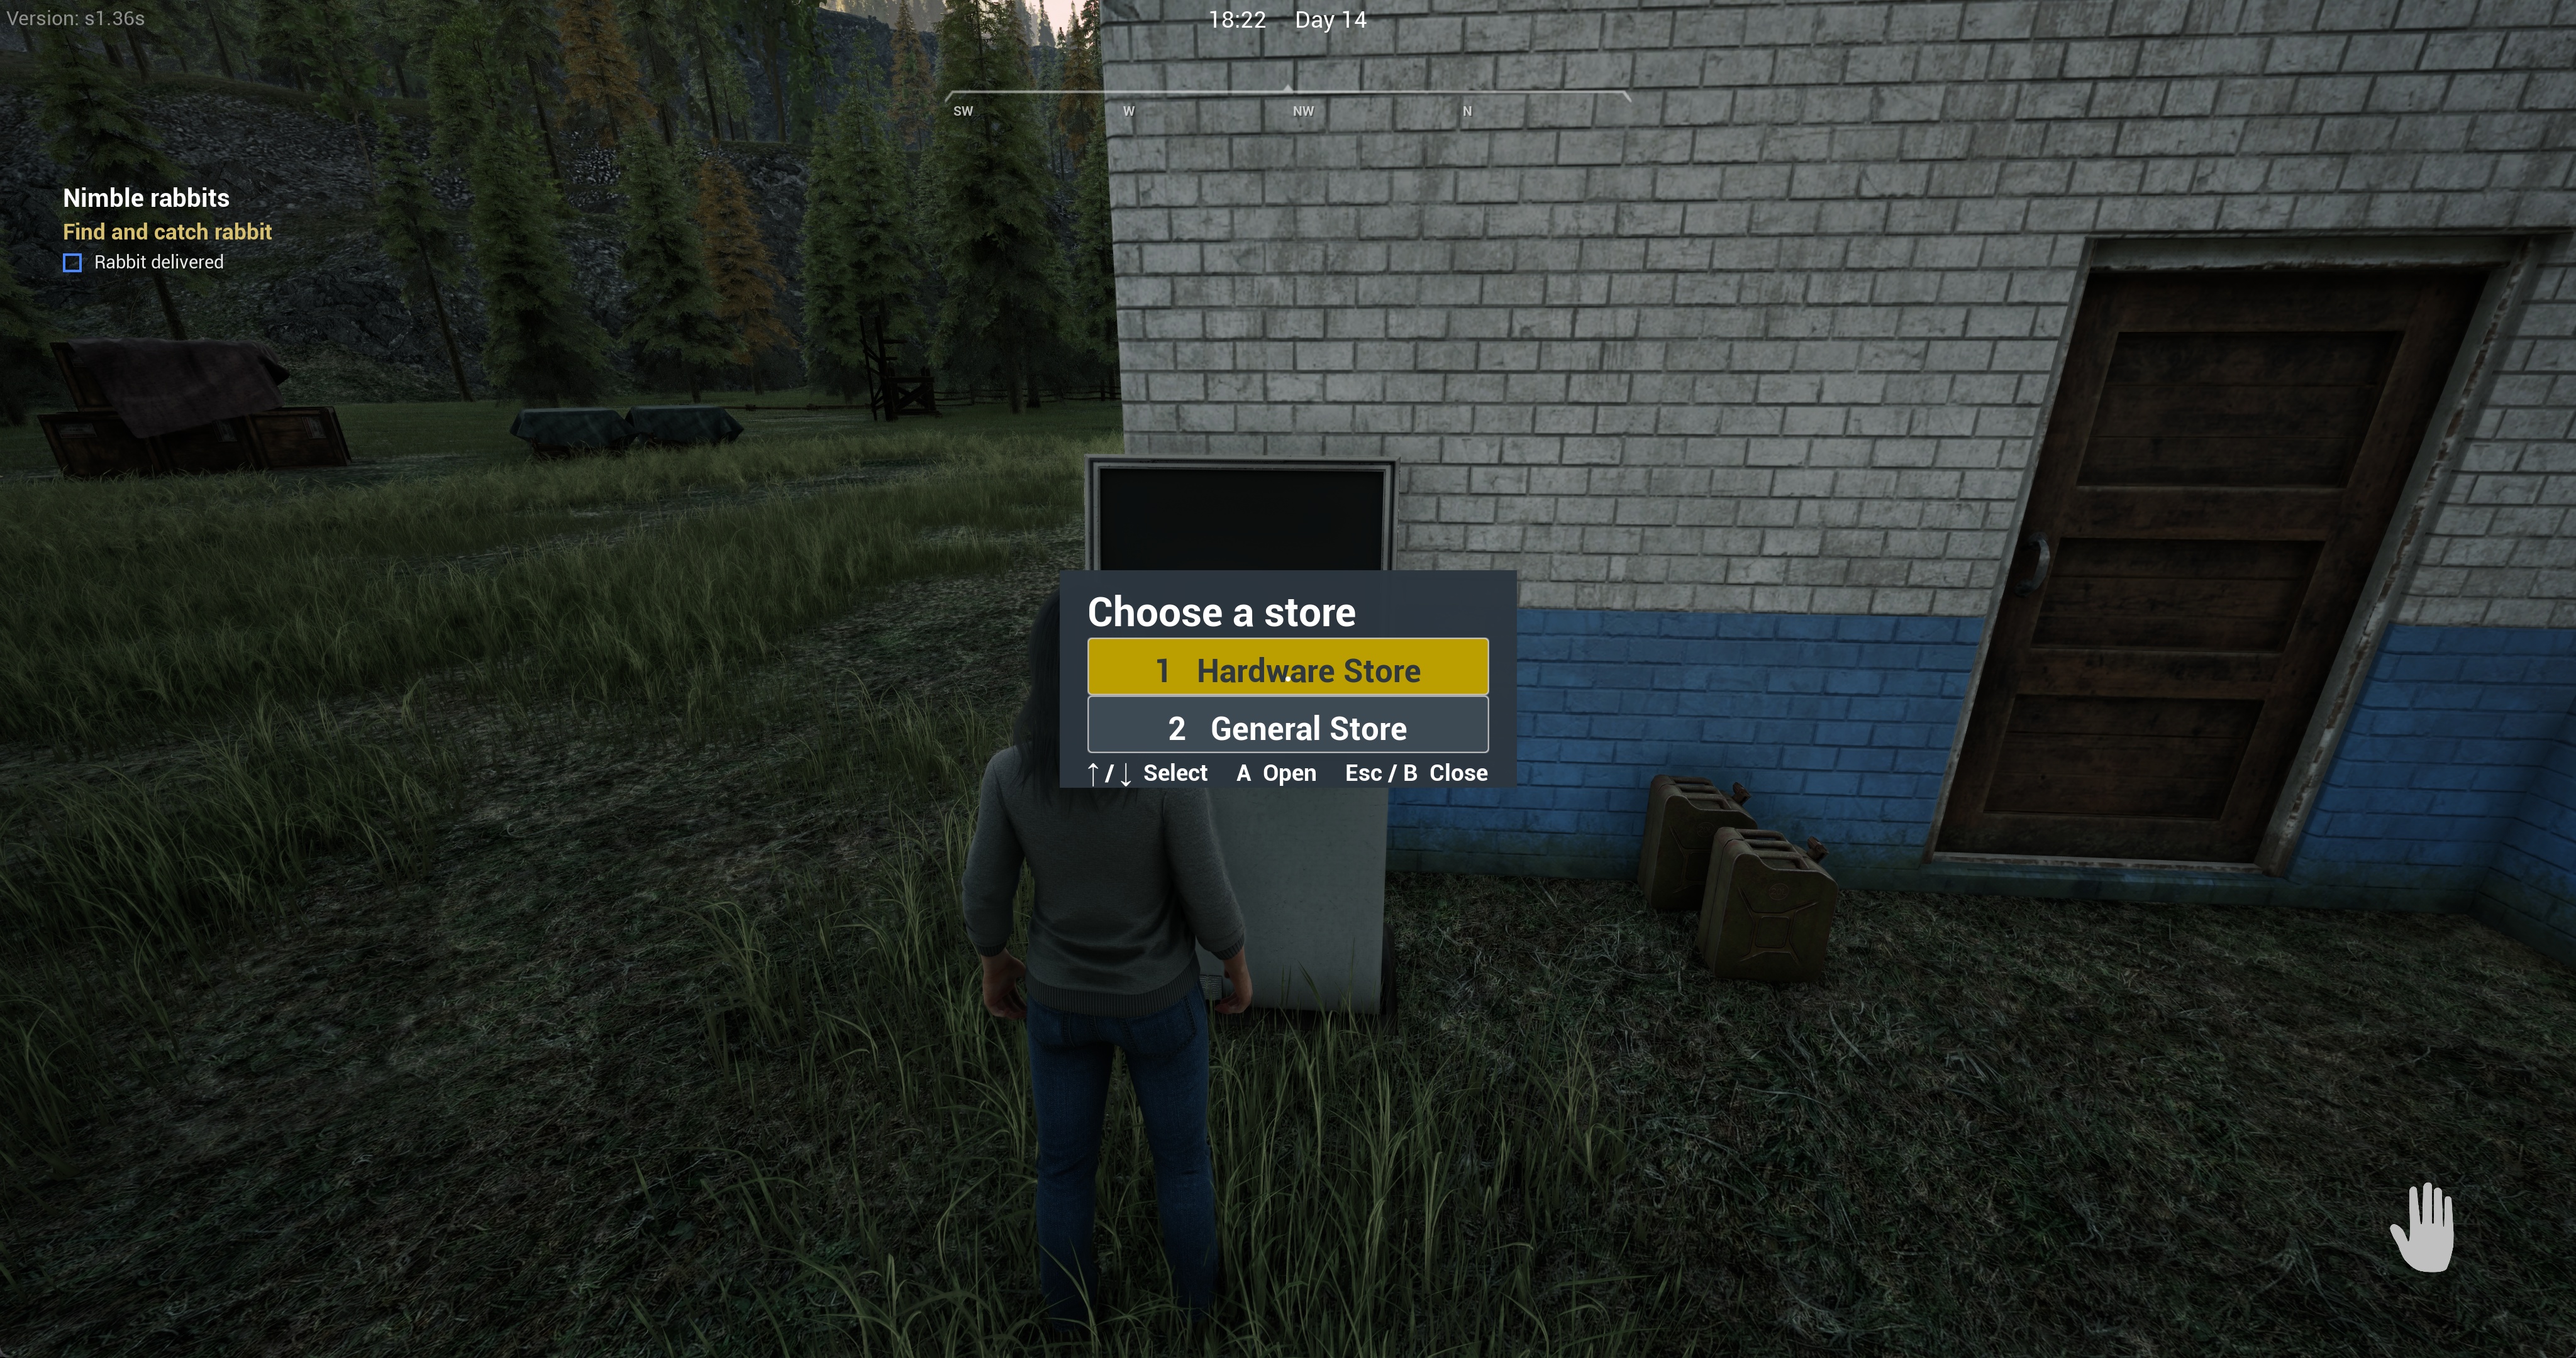 Version: s1.36s
18:22 Day 14
SW W NW N
Nimble rabbits
Find and catch rabbit
Rabbit delivered
Choose a store
1 Hardware Store
2 General Store
↑/↓ Select A Open Esc / B Close